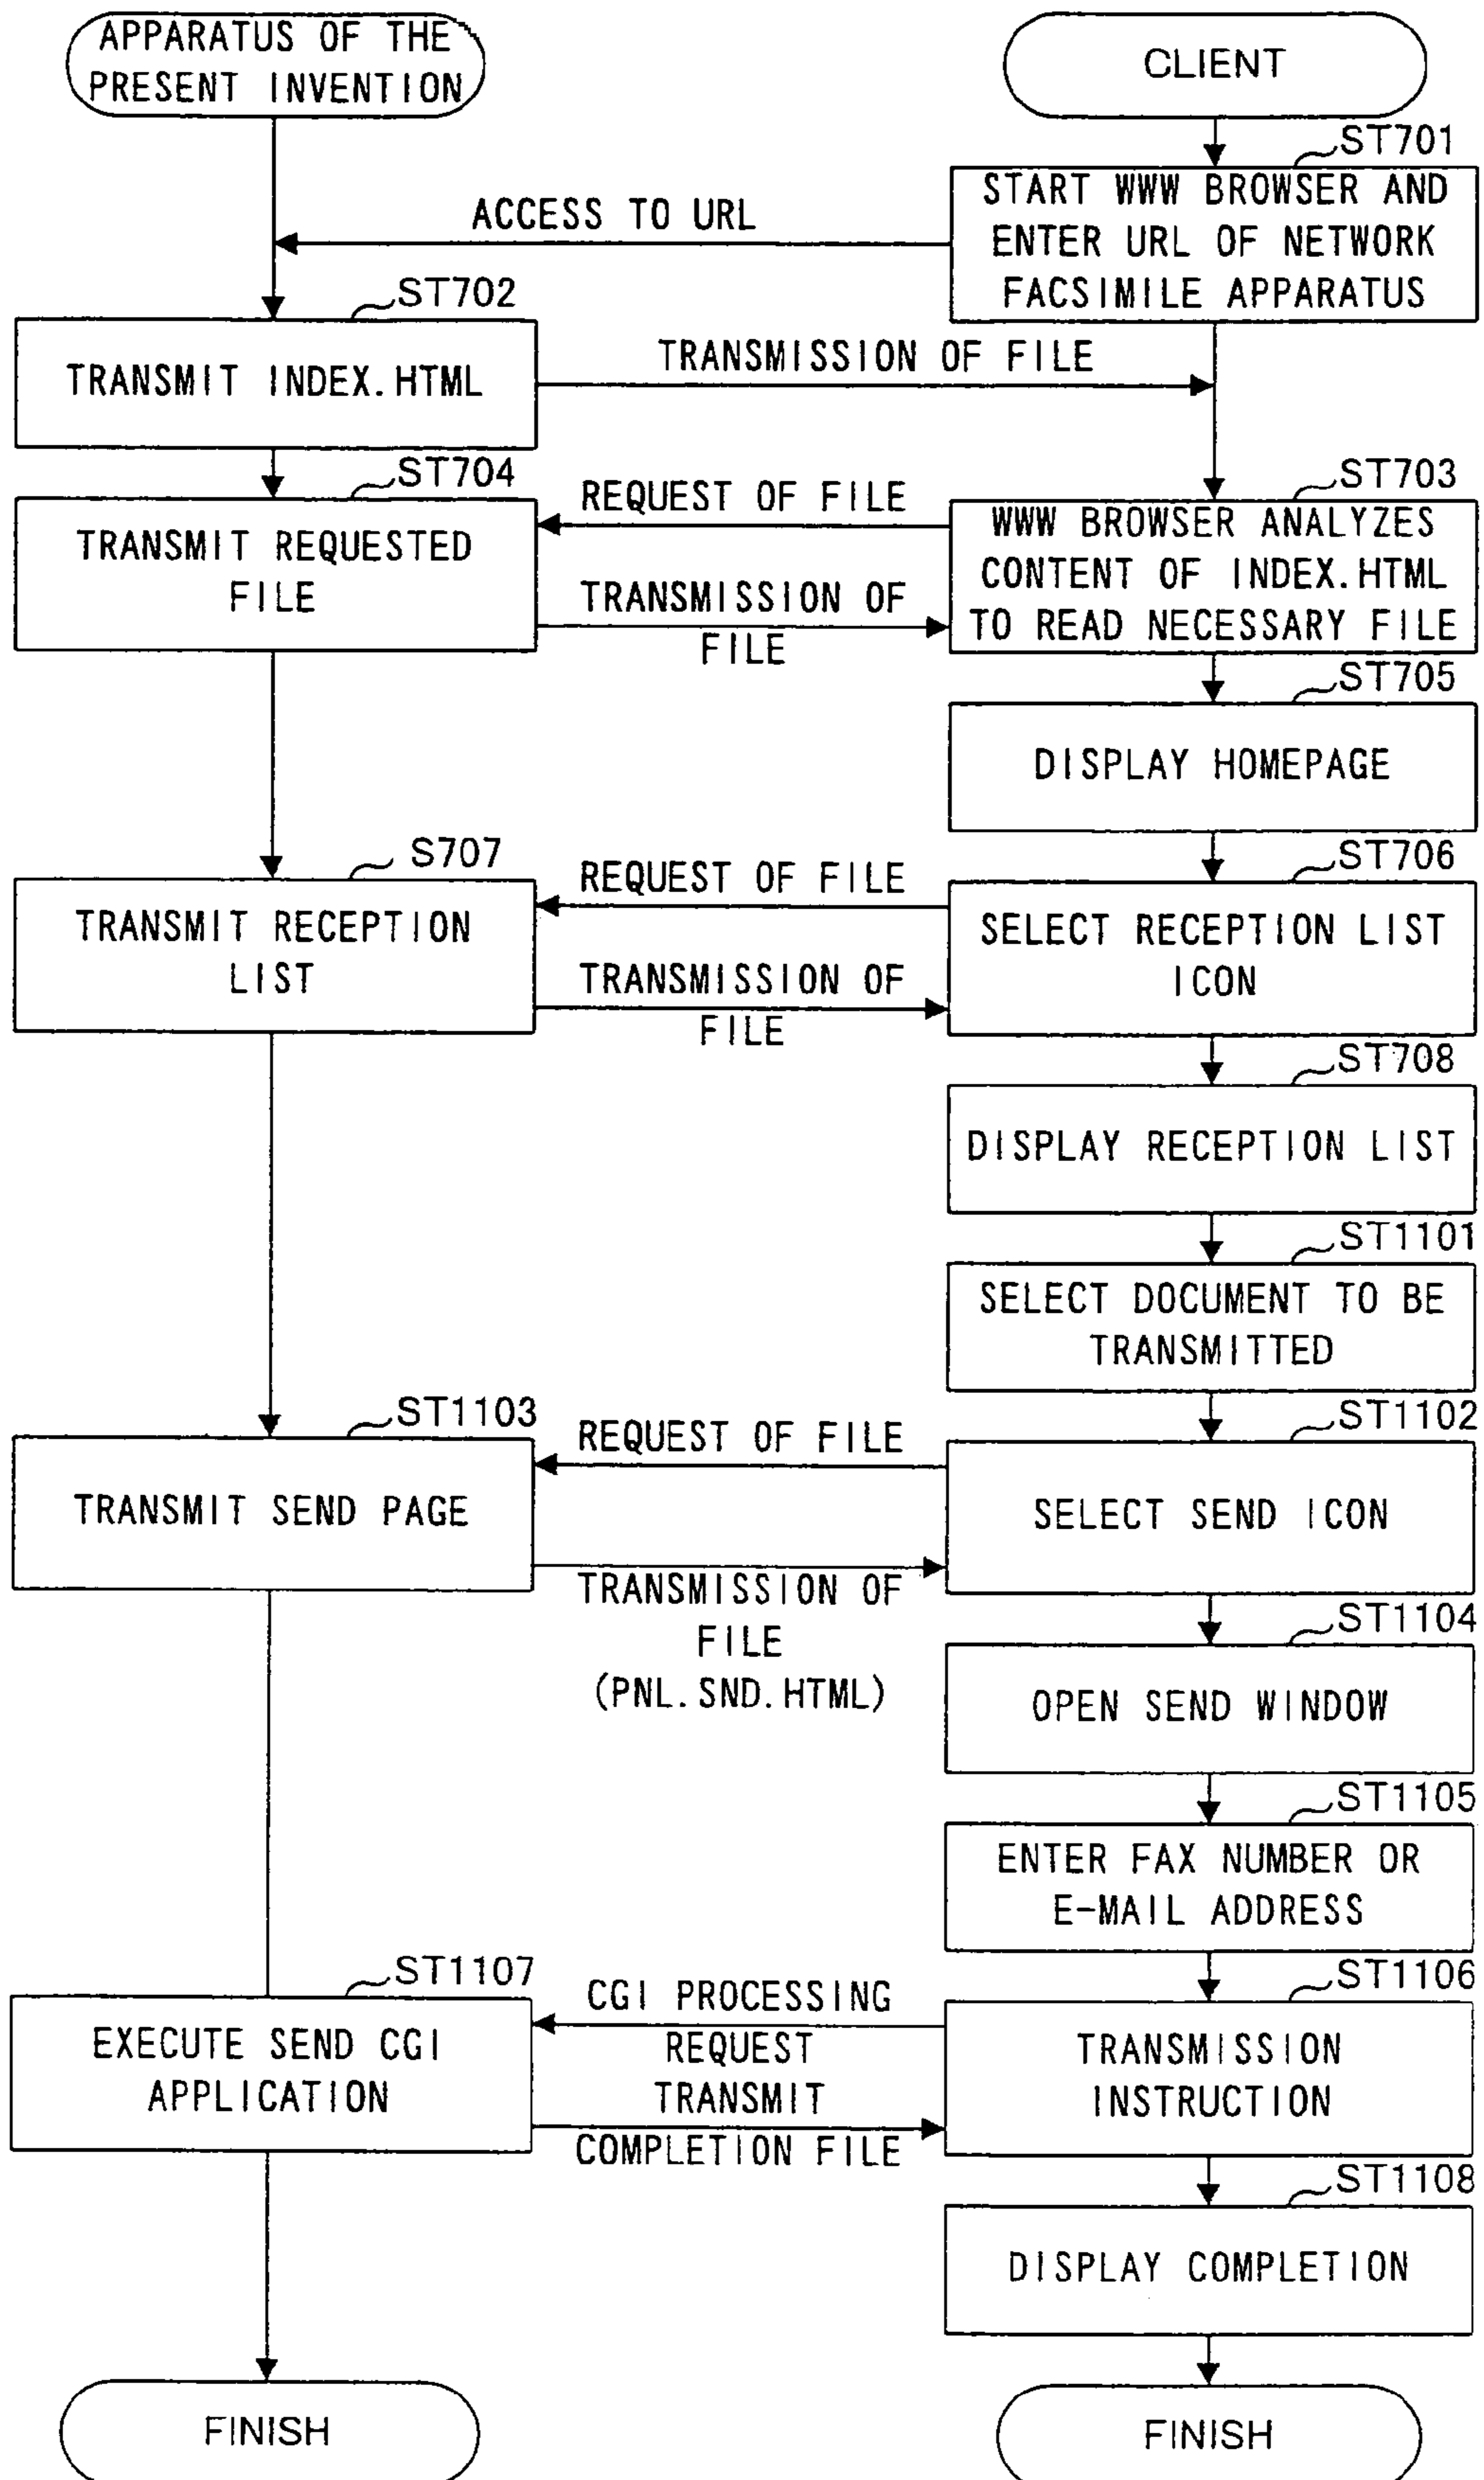 APPARATUS OF THE
PRESENT INVENTION
CLIENT
ST701
START WWW BROWSER AND
ENTER URL OF NETWORK
FACSIMILE APPARATUS
ACCESS TO URL
ST702
TRANSMIT INDEX.HTML
TRANSMISSION OF FILE
ST704
TRANSMIT REQUESTED
FILE
REQUEST OF FILE
TRANSMISSION OF
FILE
ST703
WWW BROWSER ANALYZES
CONTENT OF INDEX.HTML
TO READ NECESSARY FILE
ST705
DISPLAY HOMEPAGE
S707
TRANSMIT RECEPTION
LIST
REQUEST OF FILE
TRANSMISSION OF
FILE
ST706
SELECT RECEPTION LIST
ICON
ST708
DISPLAY RECEPTION LIST
ST1101
SELECT DOCUMENT TO BE
TRANSMITTED
ST1103
TRANSMIT SEND PAGE
REQUEST OF FILE
TRANSMISSION OF
FILE
(PNL.SND.HTML)
ST1102
SELECT SEND ICON
ST1104
OPEN SEND WINDOW
ST1105
ENTER FAX NUMBER OR
E-MAIL ADDRESS
ST1107
EXECUTE SEND CGI
APPLICATION
CGI PROCESSING
REQUEST
TRANSMIT
COMPLETION FILE
ST1106
TRANSMISSION
INSTRUCTION
ST1108
DISPLAY COMPLETION
FINISH
FINISH